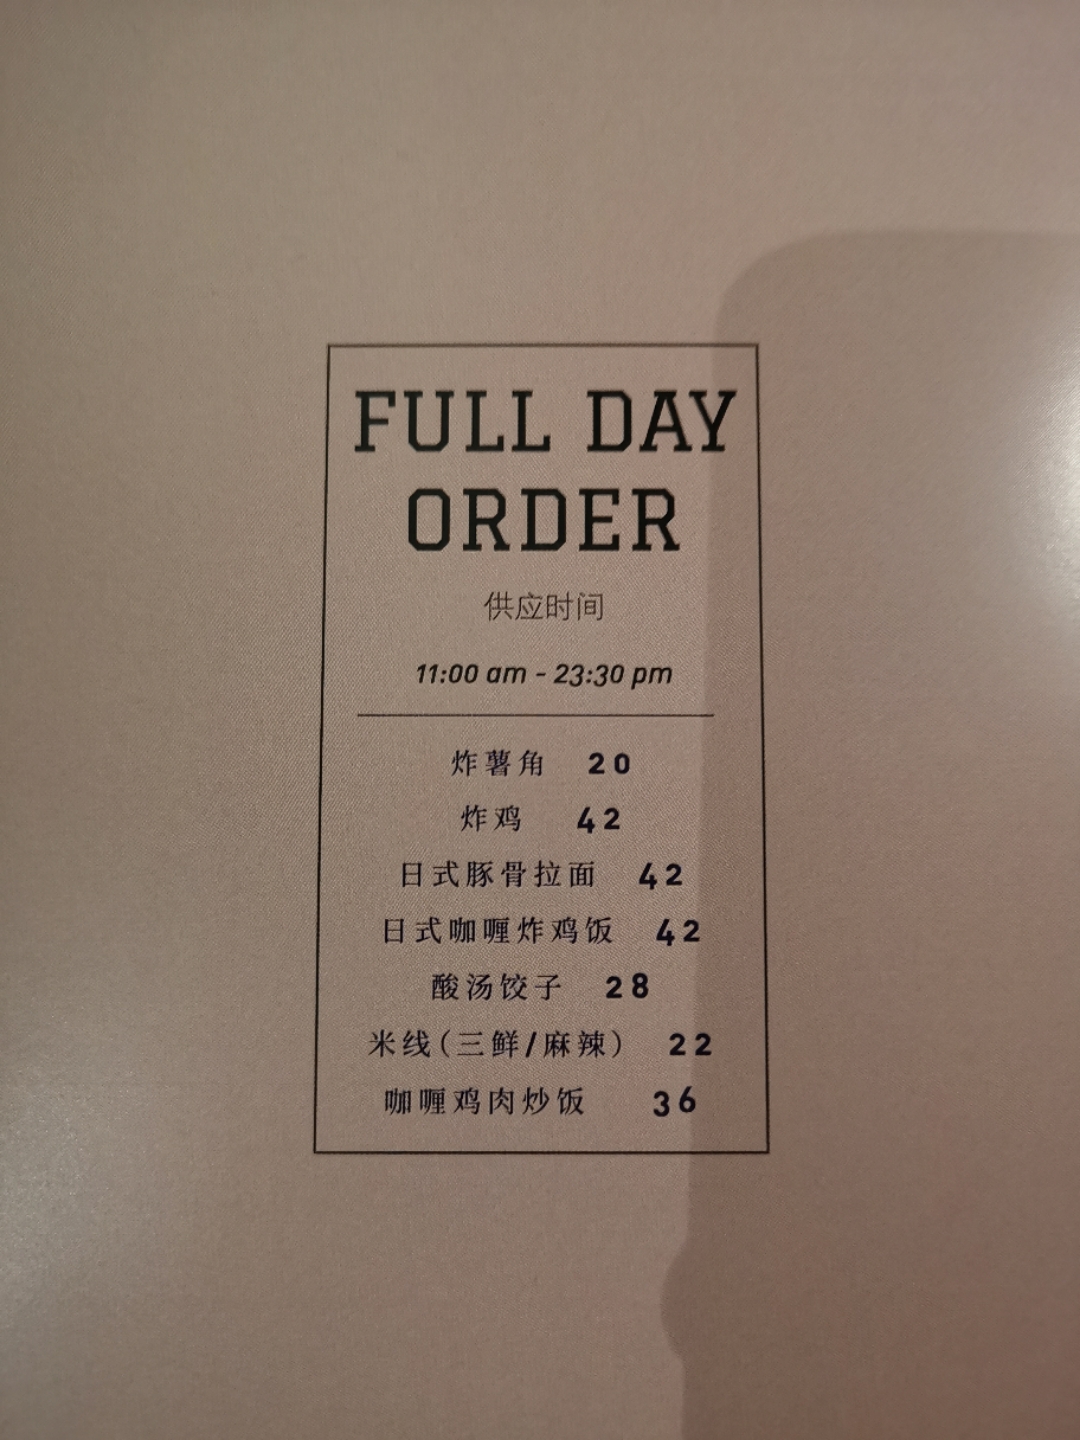 FULL DAY
ORDER
供应时间
11:00 am - 23:30 pm
炸薯角 20
炸鸡 42
日式豚骨拉面 42
日式咖喱炸鸡饭 42
酸汤饺子 28
米线(三鲜/麻辣) 22
咖喱鸡肉炒饭 36